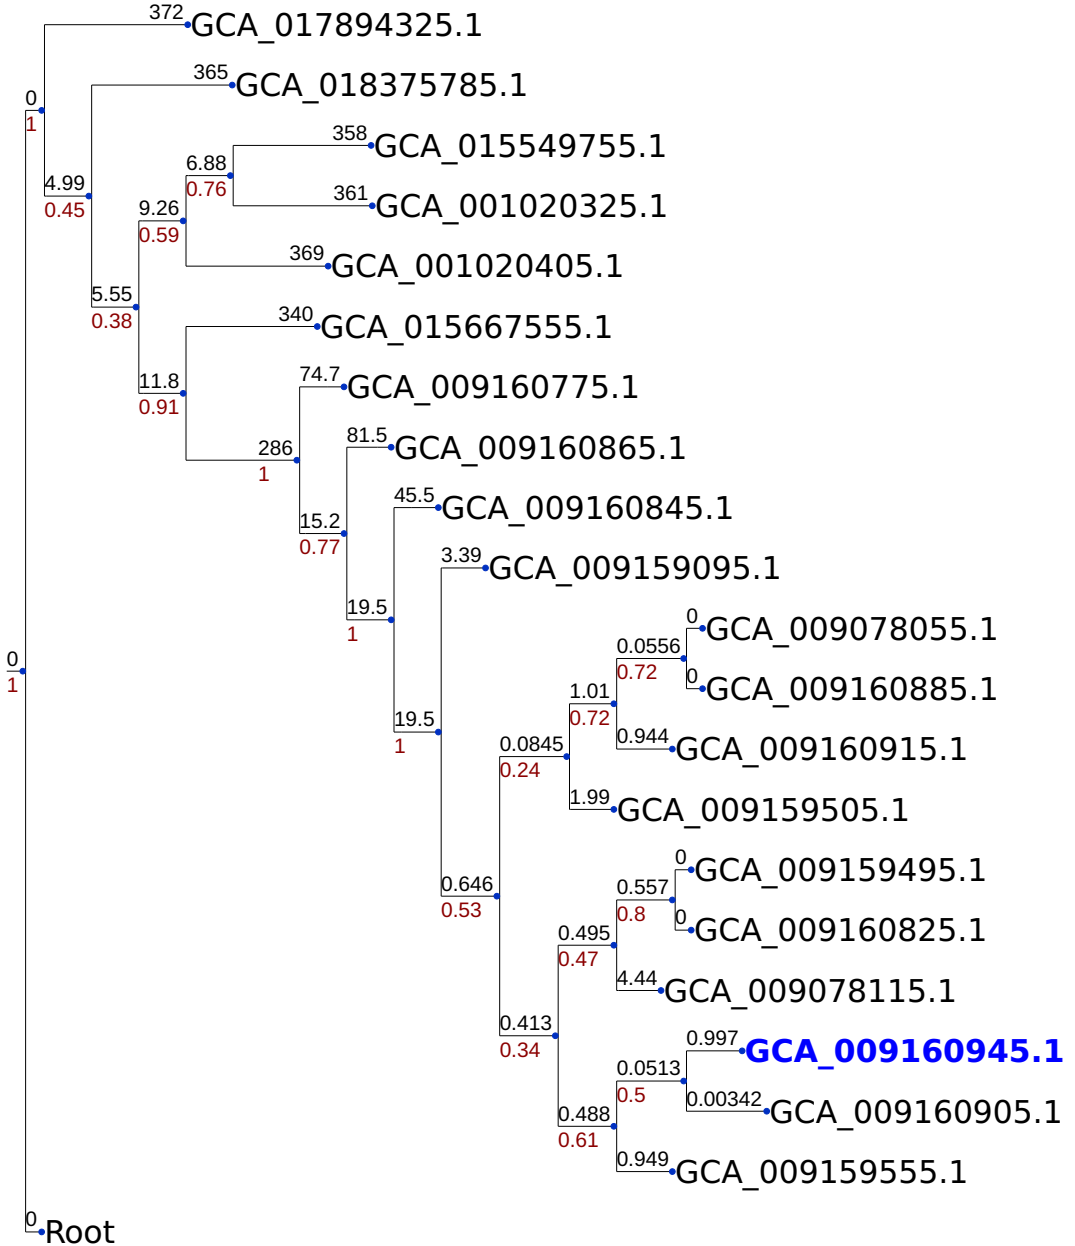 372 GCA_017894325.1
365 GCA_018375785.1
0
1
358 GCA_015549755.1
6.88
4.99 0.76
0.45
361 GCA_001020325.1
9.26
0.59
369 GCA_001020405.1
5.55
0.38
340 GCA_015667555.1
11.8
0.91
74.7 GCA_009160775.1
286
1
81.5 GCA_009160865.1
45.5 GCA_009160845.1
15.2
0.77
3.39 GCA_009159095.1
19.5
1
0 GCA_009078055.1
0.0556
0.72
0
1
0 GCA_009160885.1
1.01
0.72
19.5
1
0.944 GCA_009160915.1
0.0845
0.24
1.99 GCA_009159505.1
0 GCA_009159495.1
0.557
0.8
0.646
0.53
0 GCA_009160825.1
0.495
0.47
4.44 GCA_009078115.1
0.413
0.34
0.997 GCA_009160945.1
0.0513
0.5
0.00342 GCA_009160905.1
0.488
0.61
0.949 GCA_009159555.1
0 Root